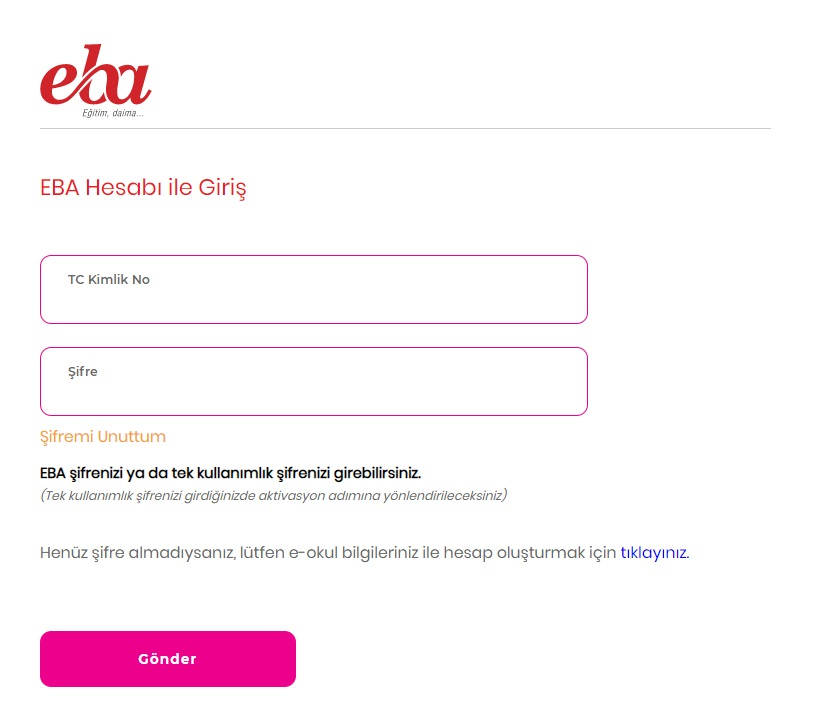 eba
Eğitim, daima...
EBA Hesabı ile Giriş
TC Kimlik No
Şifre
Şifremi Unuttum
EBA şifrenizi ya da tek kullanımlık şifrenizi girebilirsiniz.
(Tek kullanımlık şifrenizi girdiğinizde aktivasyon adımına yönlendirileceksiniz)
Henüz şifre almadıysanız, lütfen e-okul bilgileriniz ile hesap oluşturmak için tıklayınız.
Gönder